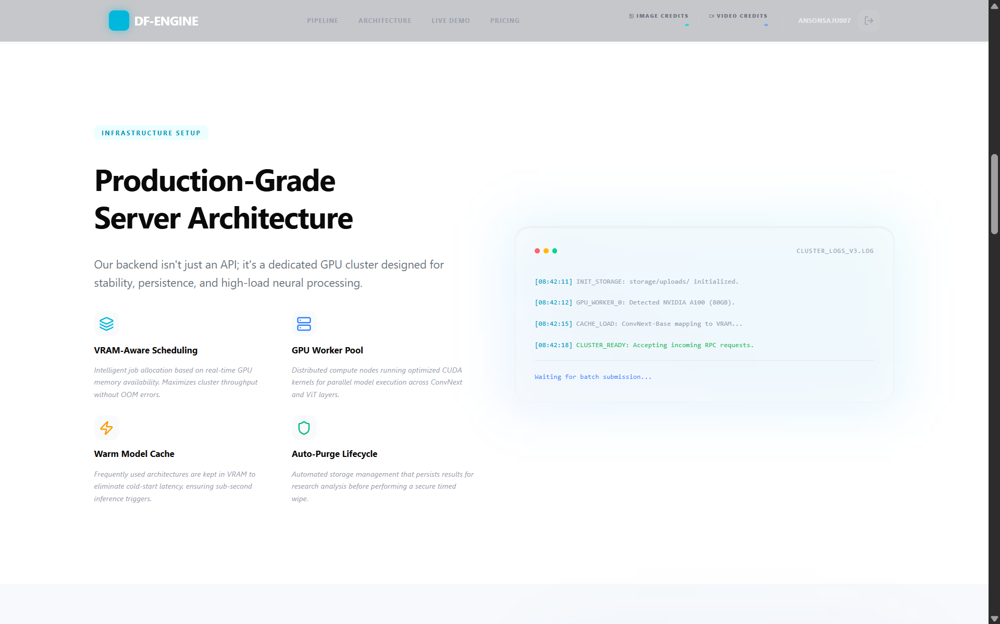 DF-ENGINE
PIPELINE
ARCHITECTURE
LIVE DEMO
PRICING
IMAGE CREDITS
VIDEO CREDITS
ANSONSAJU007
INFRASTRUCTURE SETUP
Production-Grade
Server Architecture
Our backend isn't just an API; it's a dedicated GPU cluster designed for
stability, persistence, and high-load neural processing.
VRAM-Aware Scheduling
Intelligent job allocation based on real-time GPU
memory availability. Maximizes cluster throughput
without OOM errors.
GPU Worker Pool
Distributed compute nodes running optimized CUDA
kernels for parallel model execution across ConvNext
and ViT layers.
Warm Model Cache
Frequently used architectures are kept in VRAM to
eliminate cold-start latency, ensuring sub-second
inference triggers.
Auto-Purge Lifecycle
Automated storage management that persists results for
research analysis before performing a secure timed
wipe.
CLUSTER_LOGS_V3.LOG
[08:42:11] INIT_STORAGE: storage/uploads/ initialized.
[08:42:12] GPU_WORKER_0: Detected NVIDIA A100 (80GB).
[08:42:15] CACHE_LOAD: ConvNext-Base mapping to VRAM...
[08:42:18] CLUSTER_READY: Accepting incoming RPC requests.
Waiting for batch submission...